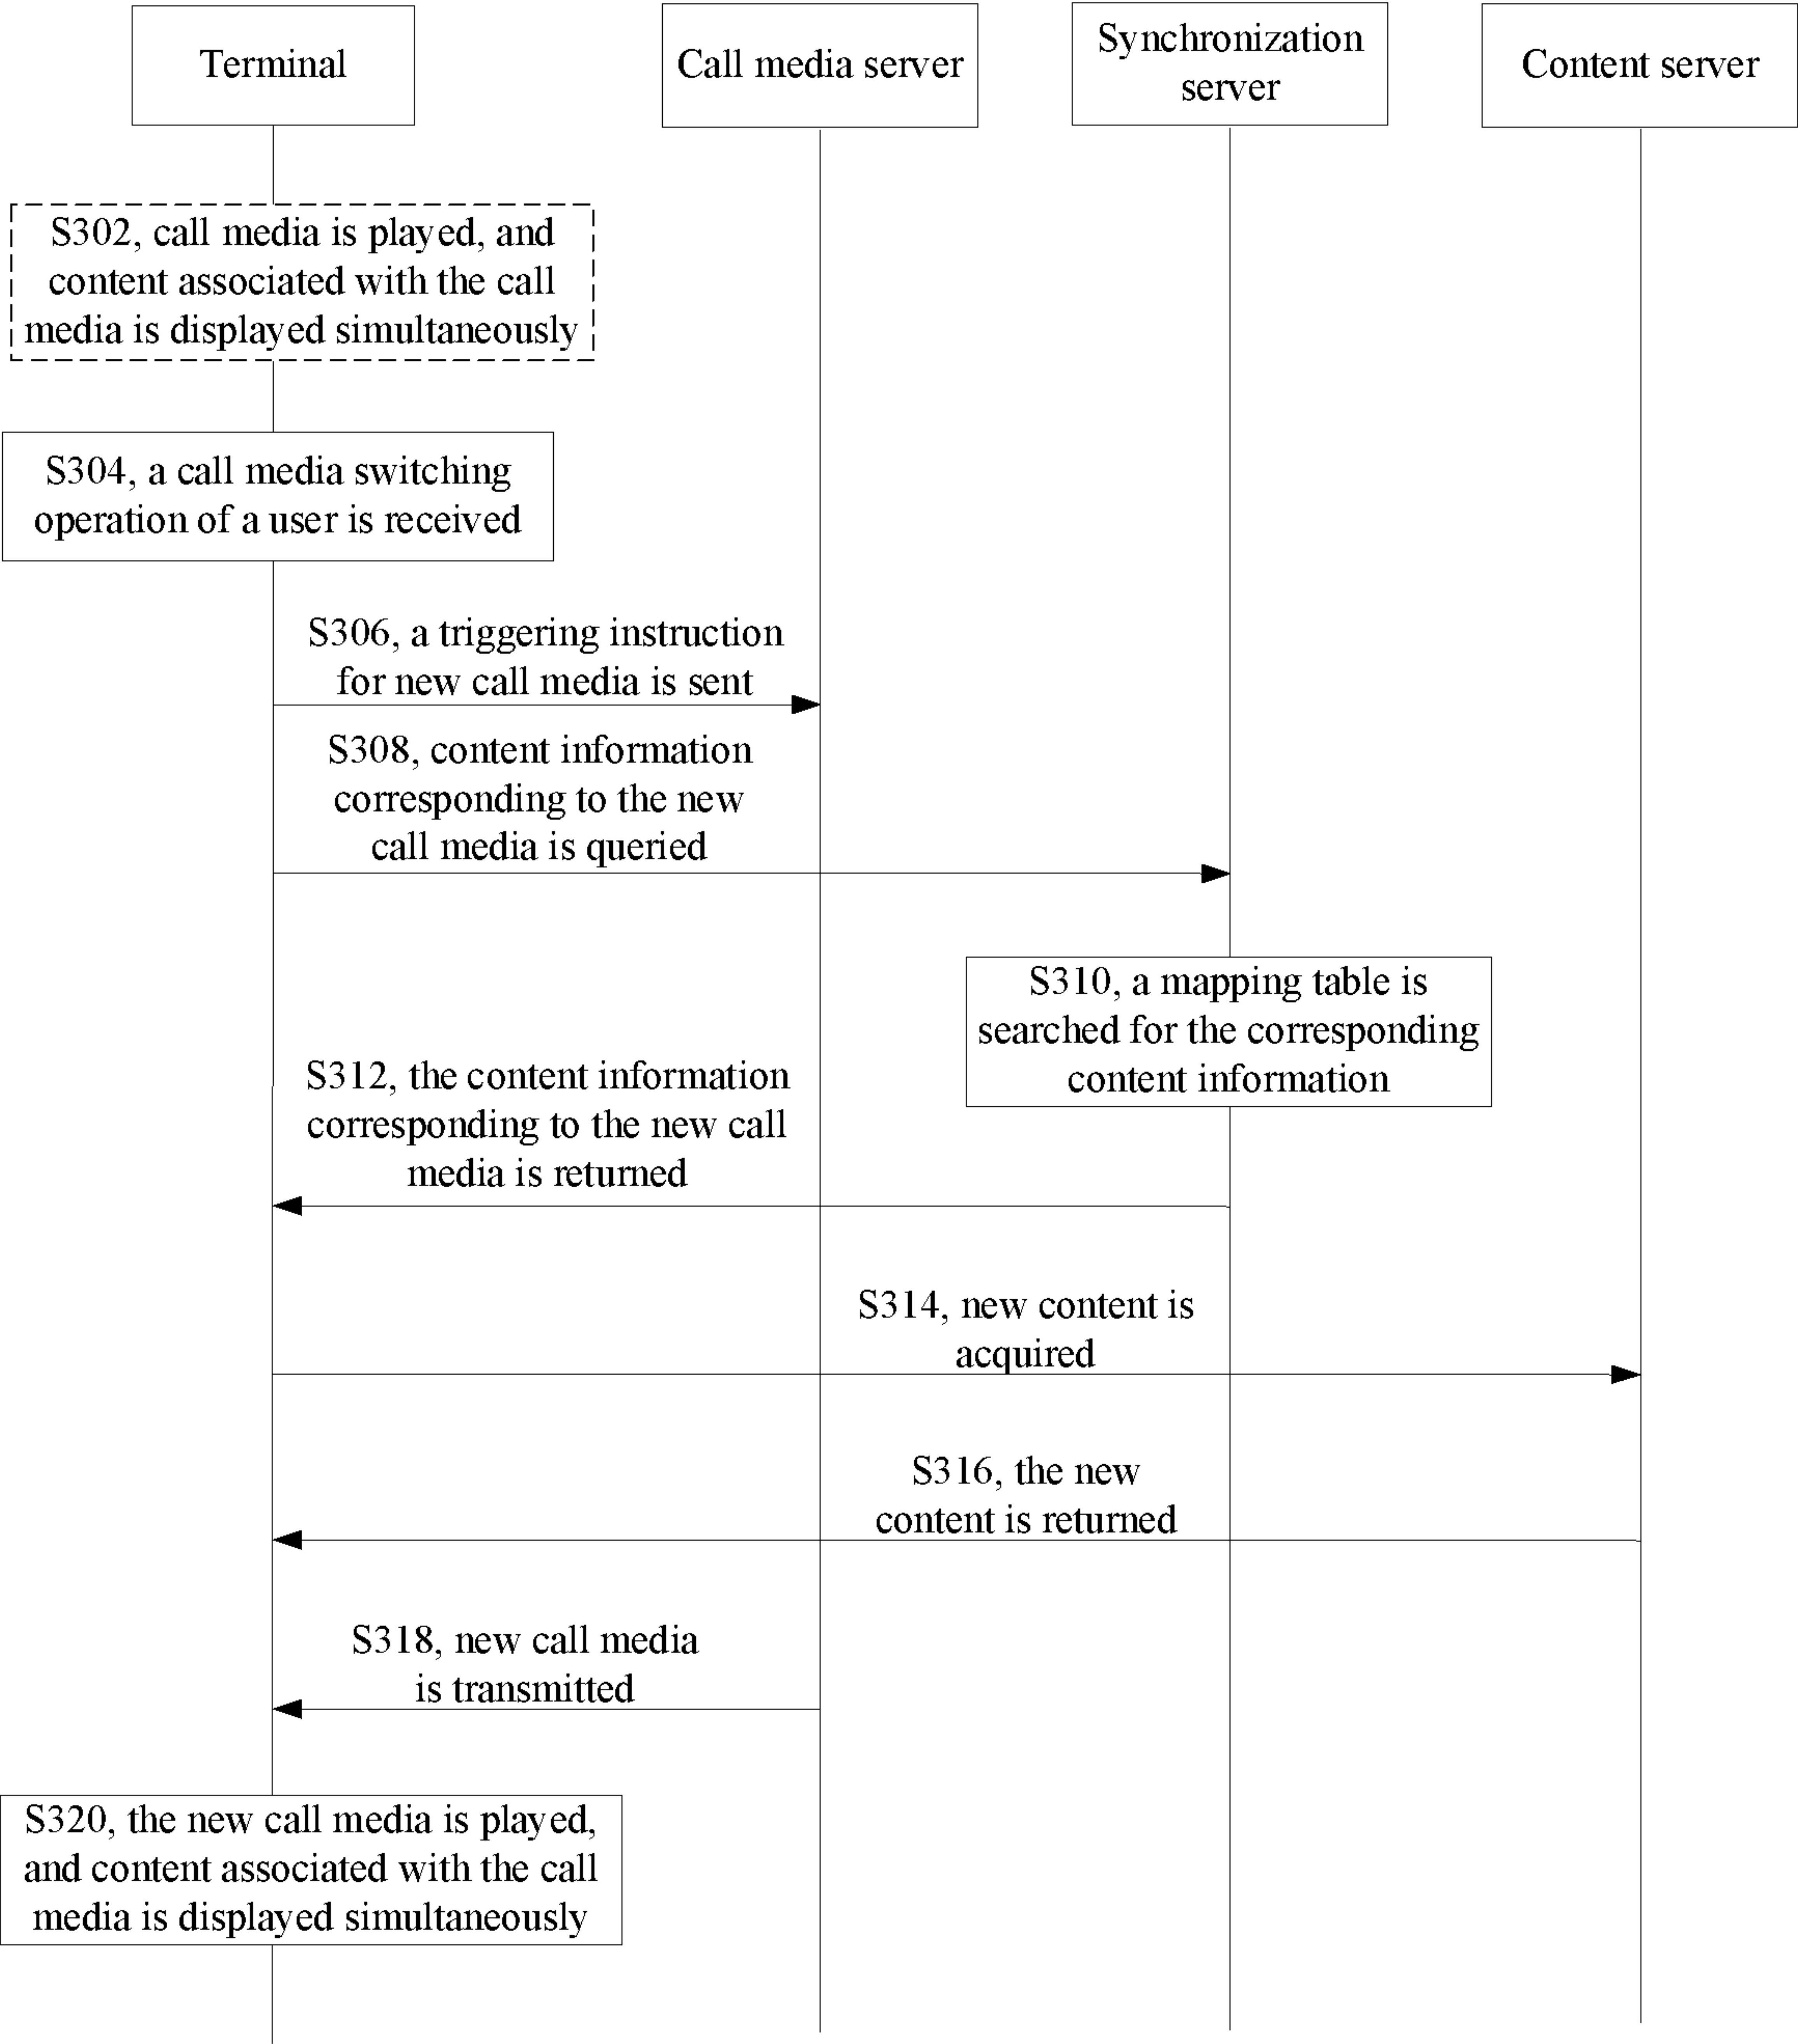 Terminal
Call media server
Synchronization
server
Content server
S302, call media is played, and
content associated with the call
media is displayed simultaneously
S304, a call media switching
operation of a user is received
S306, a triggering instruction
for new call media is sent
S308, content information
corresponding to the new
call media is queried
S310, a mapping table is
searched for the corresponding
content information
S312, the content information
corresponding to the new call
media is returned
S314, new content is
acquired
S316, the new
content is returned
S318, new call media
is transmitted
S320, the new call media is played,
and content associated with the call
media is displayed simultaneously